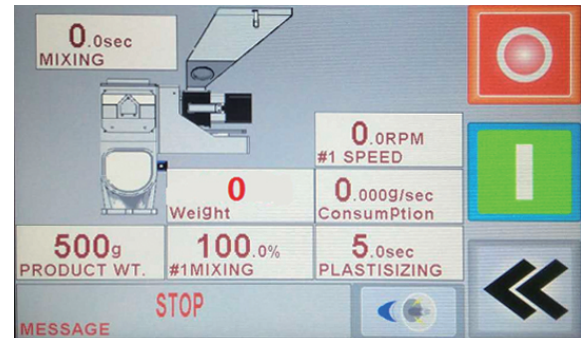 0.0sec
MIXING
0.0RPM
#1 SPEED
0
Weight
0.000g/sec
ConsumPtion
500g
PRODUCT WT.
100.0%
#1MIXING
5.0sec
PLASTISIZING
STOP
MESSAGE